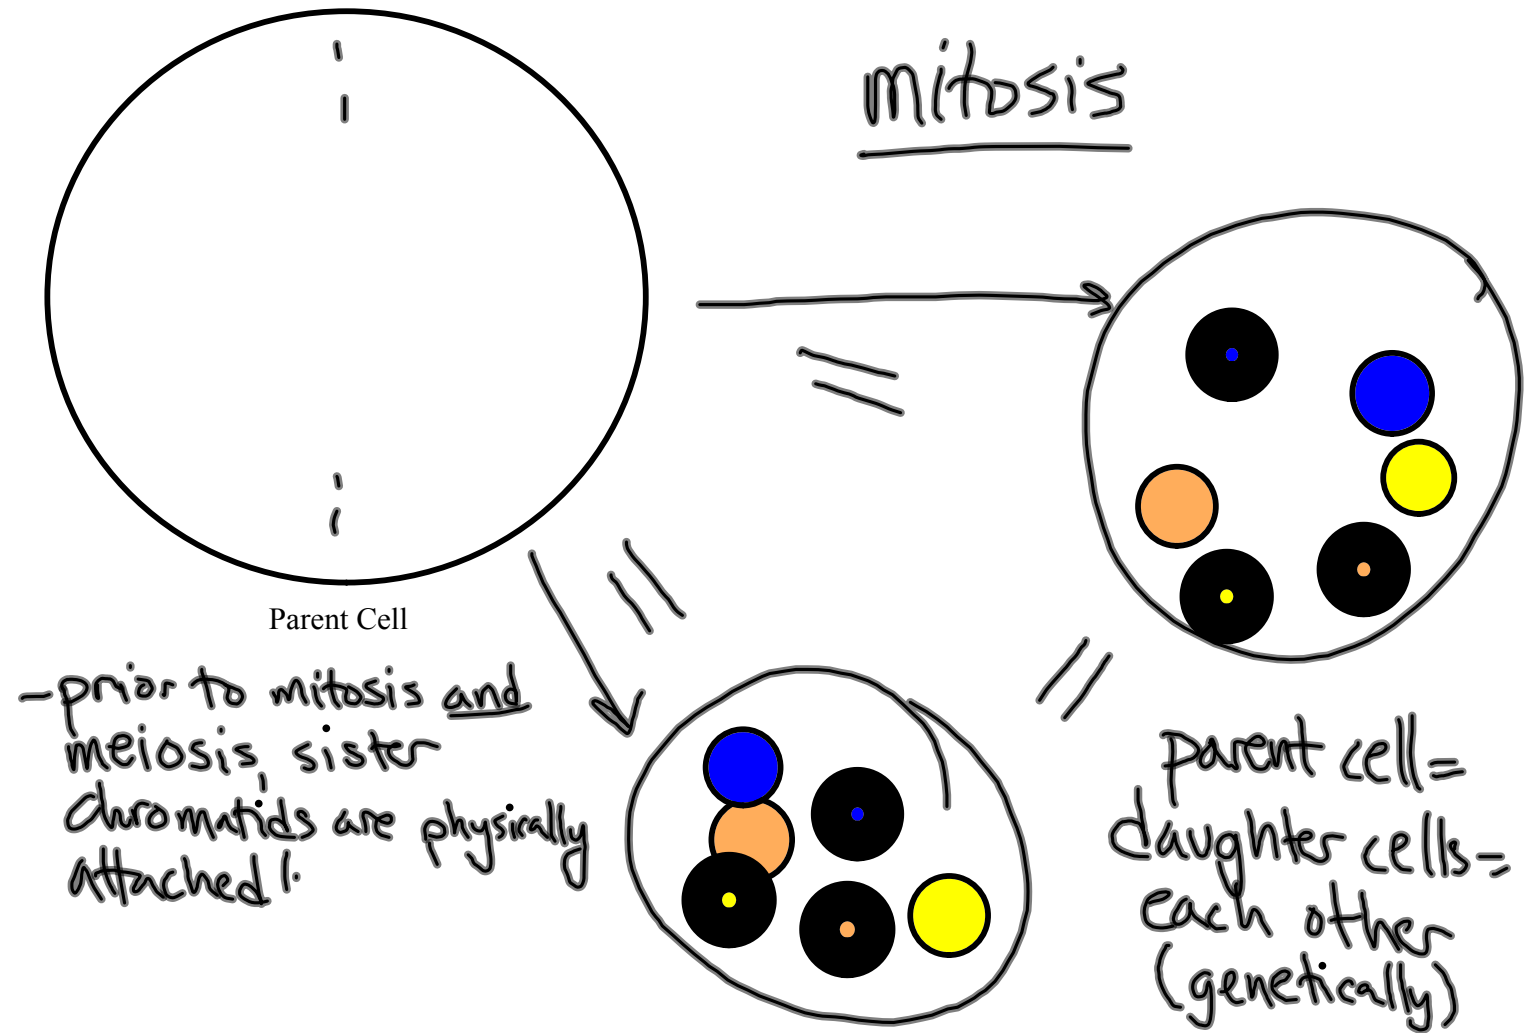 mitosis
Parent Cell
- prior to mitosis and
meiosis, sister
chromatids are physically
attached!
parent cell =
daughter cells =
each other
(genetically)